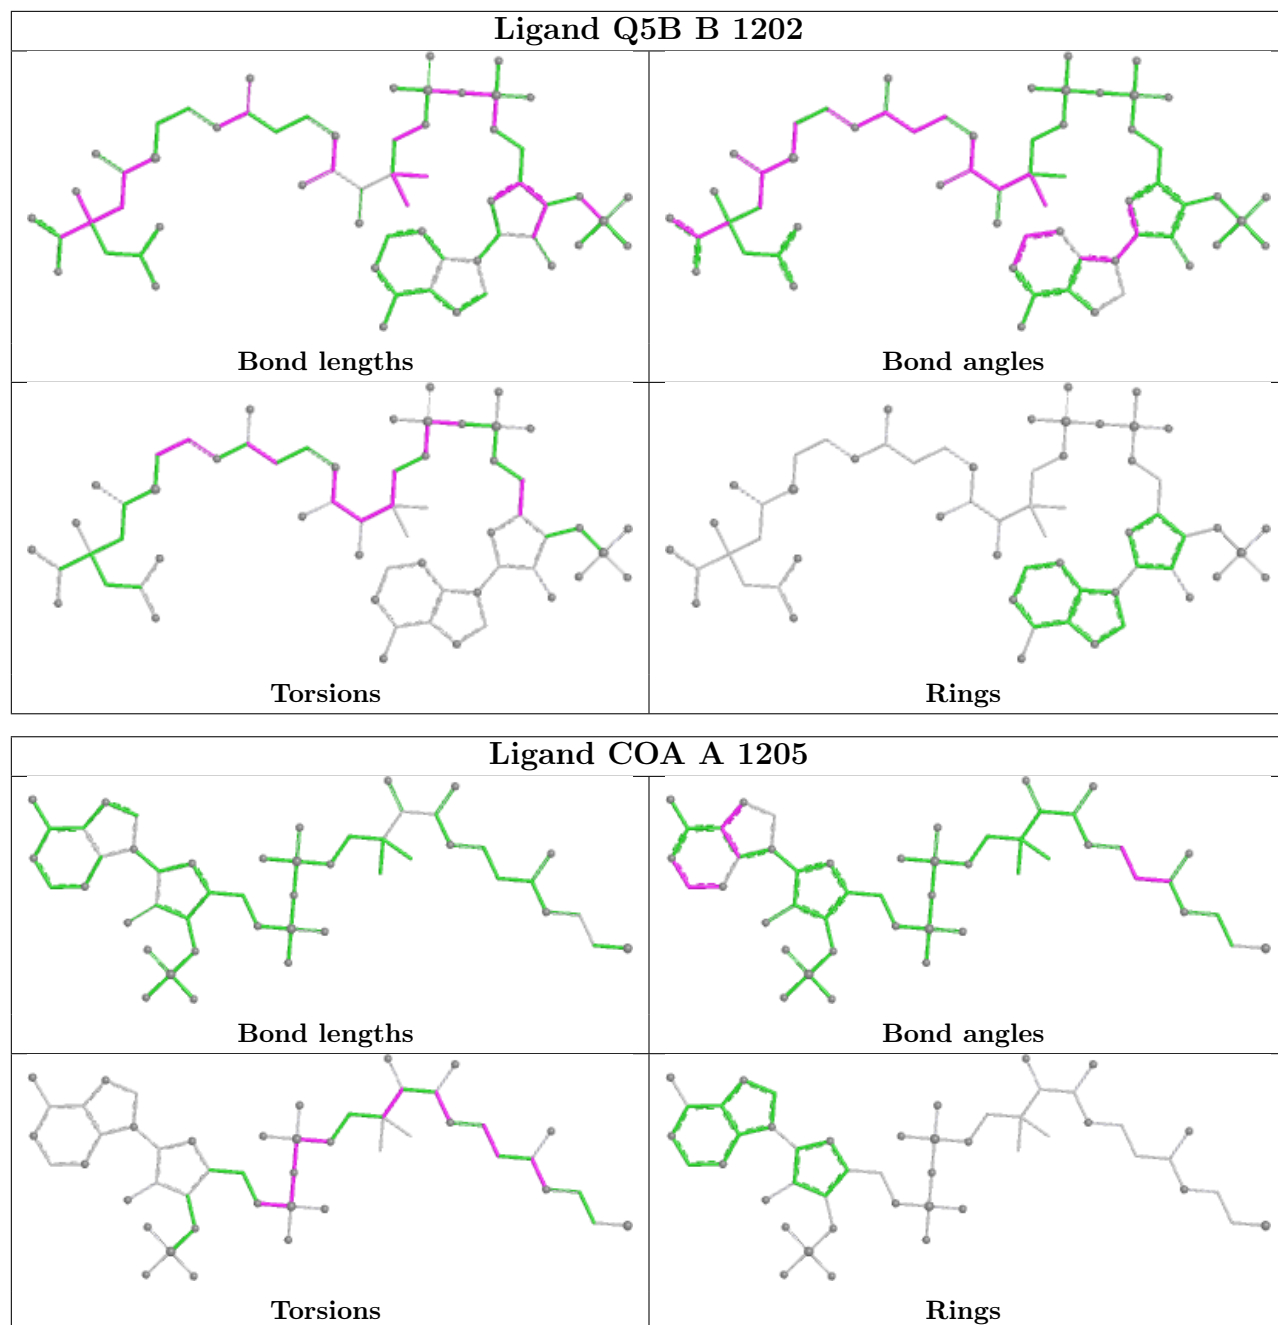 Ligand Q5B B 1202
Bond lengths
Bond angles
Torsions
Rings
Ligand COA A 1205
Bond lengths
Bond angles
Torsions
Rings